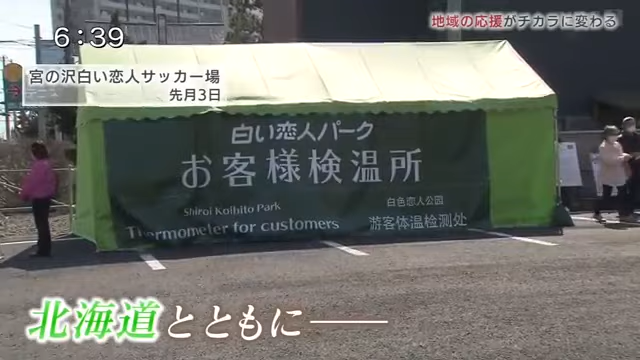 6:39
地域の応援がチカラに変わる
宮の沢白い恋人サッカー場
先月3日
白い恋人パーク
お客様検温所
Shiroi Koibito Park
Thermometer for customers
白色恋人公园
游客体温检测处
北海道とともに――